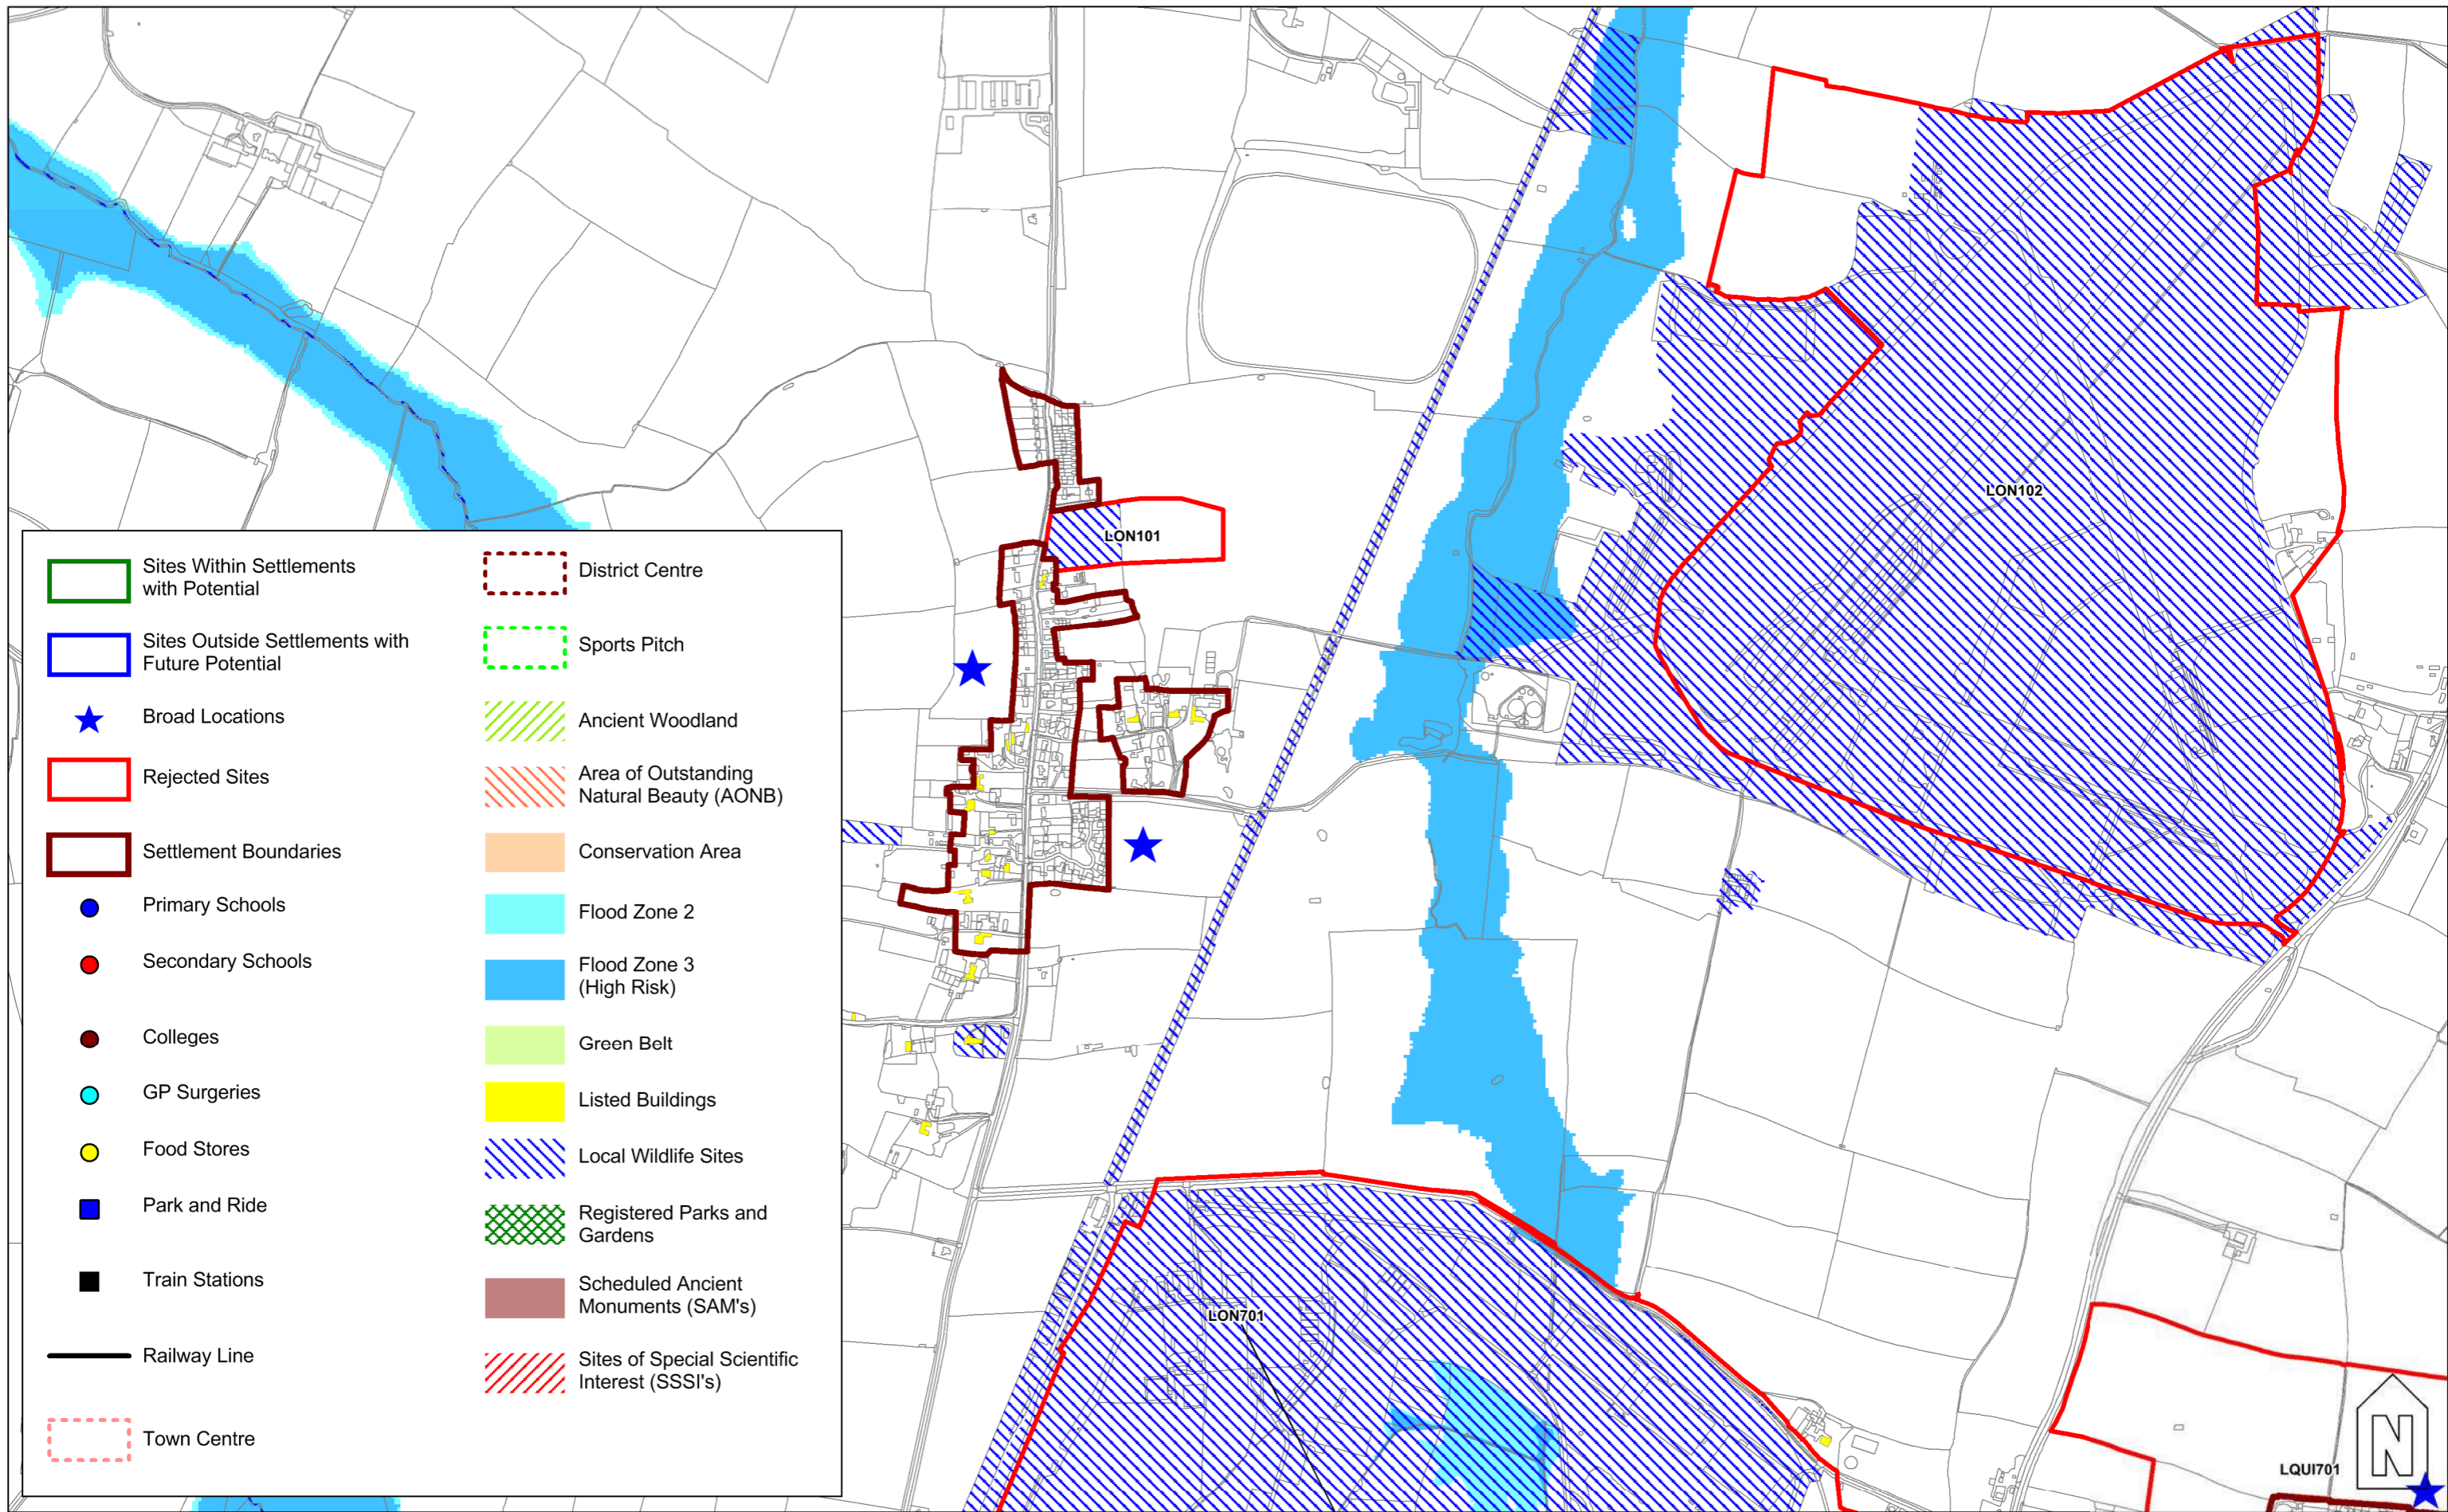 LON102
LON101
Sites Within Settlements
with Potential
Sites Outside Settlements with
Future Potential
Broad Locations
Rejected Sites
Settlement Boundaries
Primary Schools
Secondary Schools
Colleges
GP Surgeries
Food Stores
Park and Ride
Train Stations
Railway Line
Town Centre
District Centre
Sports Pitch
Ancient Woodland
Area of Outstanding
Natural Beauty (AONB)
Conservation Area
Flood Zone 2
Flood Zone 3
(High Risk)
Green Belt
Listed Buildings
Local Wildlife Sites
Registered Parks and
Gardens
Scheduled Ancient
Monuments (SAM's)
Sites of Special Scientific
Interest (SSSI's)
LON701
LQUI701
N